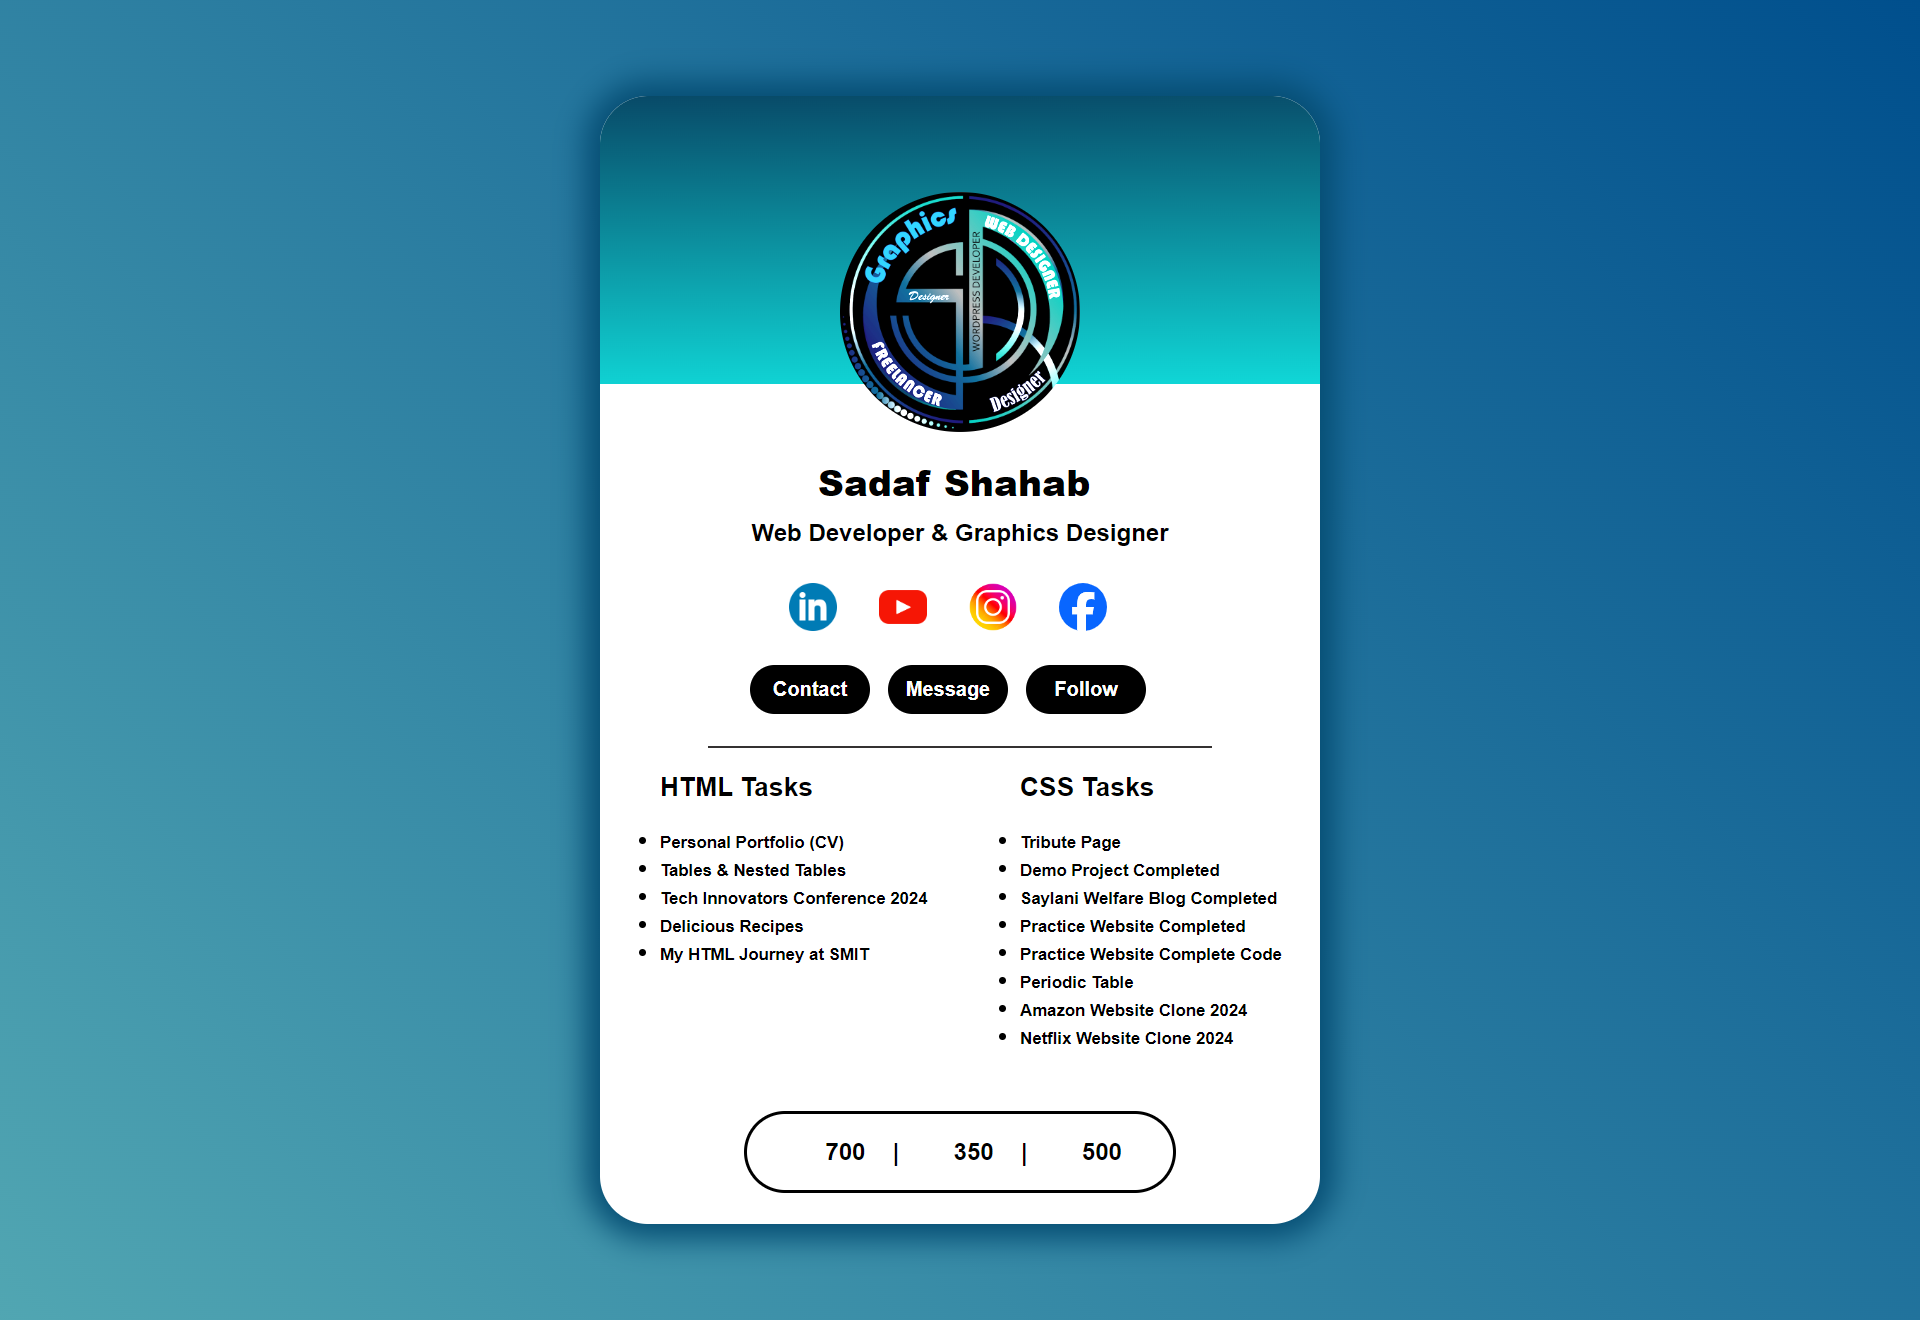 Graphics
WEB DESIGNER
WORDPRESS DEVELOPER
Designer
FREELANCER
Designer
Sadaf Shahab
Web Developer & Graphics Designer
in
Contact Message Follow
HTML Tasks
• Personal Portfolio (CV)
• Tables & Nested Tables
• Tech Innovators Conference 2024
• Delicious Recipes
• My HTML Journey at SMIT
CSS Tasks
• Tribute Page
• Demo Project Completed
• Saylani Welfare Blog Completed
• Practice Website Completed
• Practice Website Complete Code
• Periodic Table
• Amazon Website Clone 2024
• Netflix Website Clone 2024
700 | 350 | 500